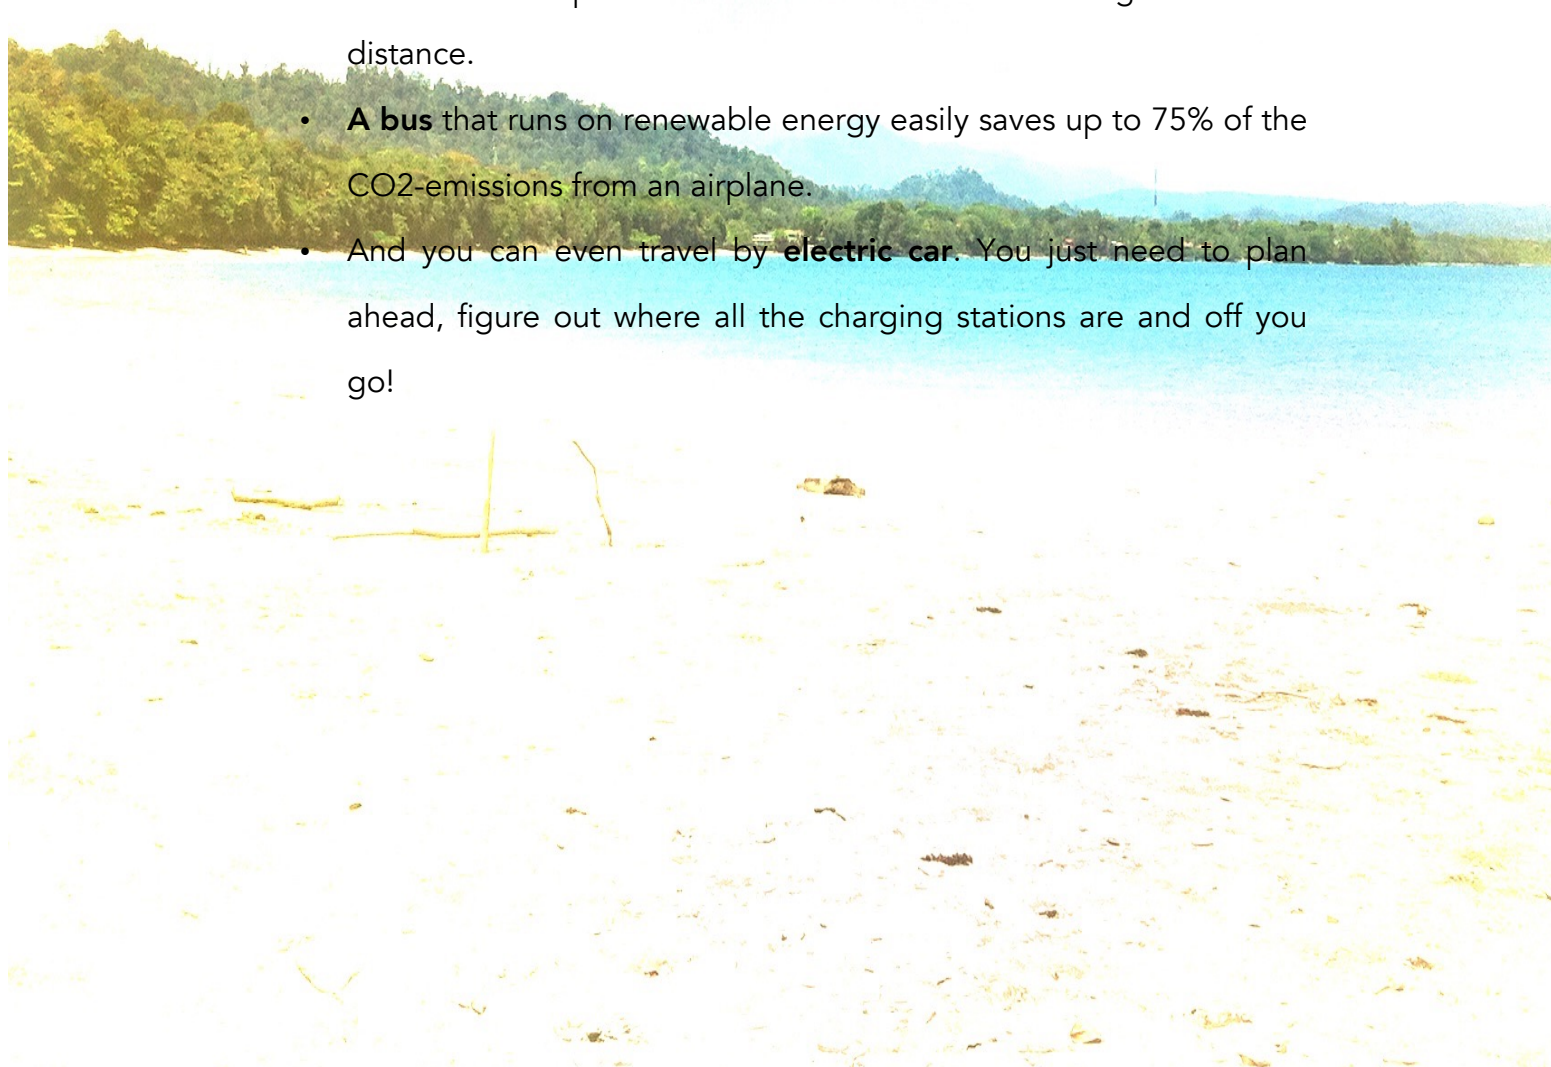 distance.
• A bus that runs on renewable energy easily saves up to 75% of the
CO2-emissions from an airplane.
• And you can even travel by electric car. You just need to plan
ahead, figure out where all the charging stations are and off you
go!